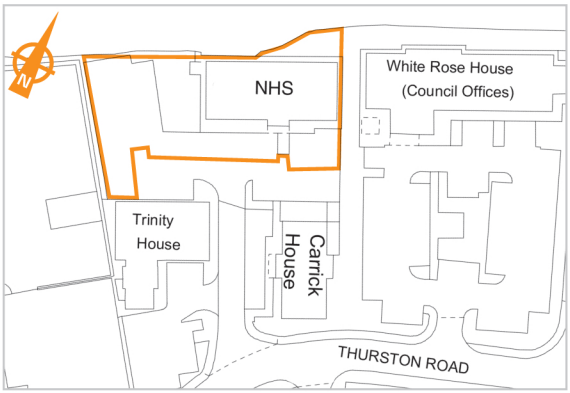 N
NHS
White Rose House
(Council Offices)
Trinity
House
Carrick
House
THURSTON ROAD